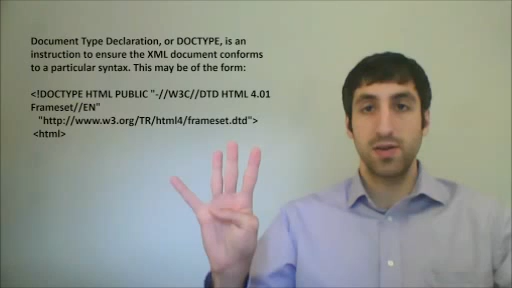 Document Type Declaration, or DOCTYPE, is an
instruction to ensure the XML document conforms
to a particular syntax. This may be of the form:
<!DOCTYPE HTML PUBLIC "-//W3C//DTD HTML 4.01
Frameset//EN"
"http://www.w3.org/TR/html4/frameset.dtd">
<html>